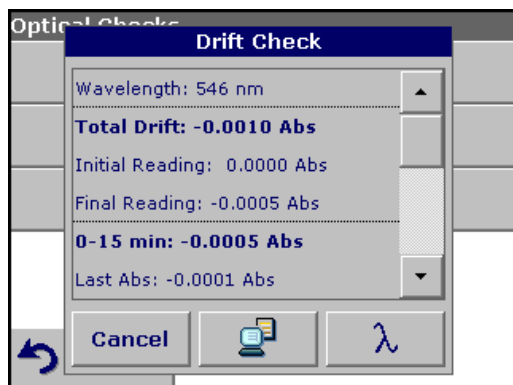 Optical Checks
Drift Check
Wavelength: 546 nm
Total Drift: -0.0010 Abs
Initial Reading: 0.0000 Abs
Final Reading: -0.0005 Abs
0-15 min: -0.0005 Abs
Last Abs: -0.0001 Abs
Cancel
λ